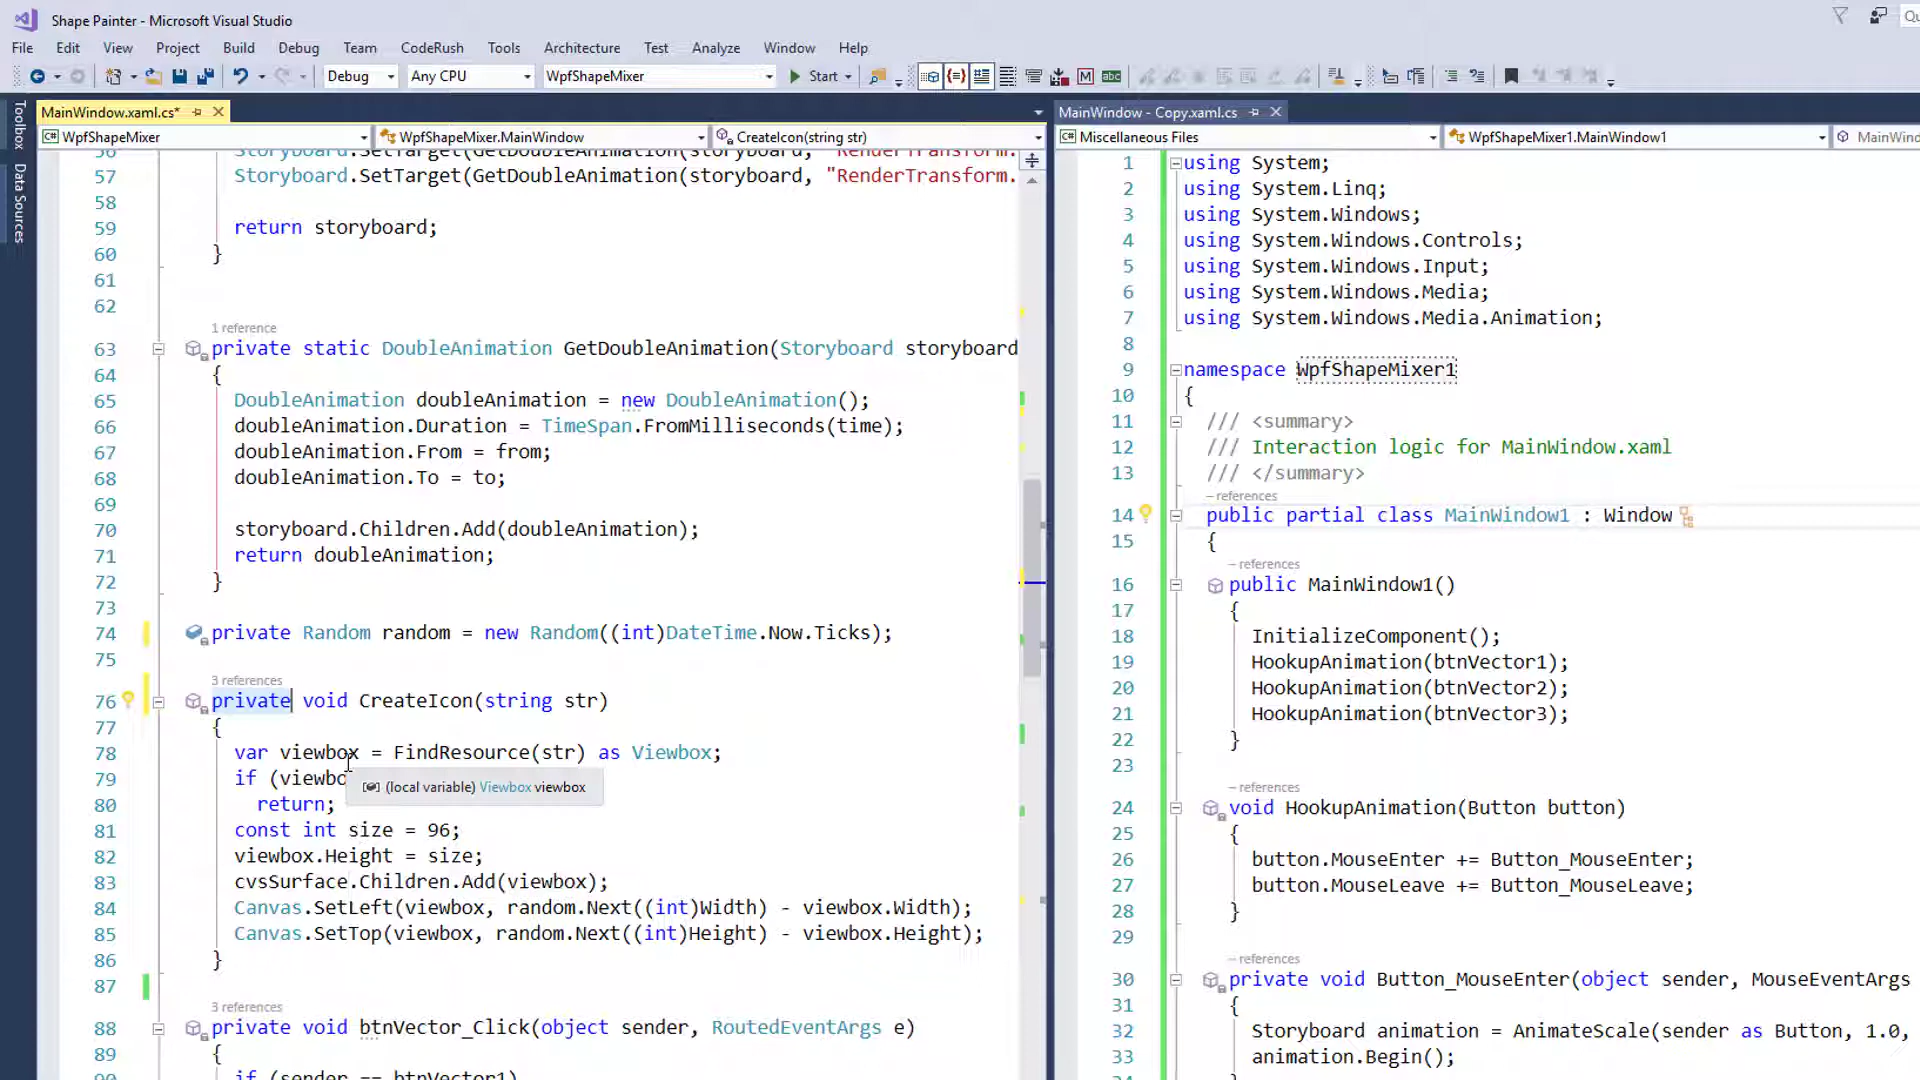 Shape Painter - Microsoft Visual Studio
File Edit View Project Build Debug Team CodeRush Tools Architecture Test Analyze Window Help
Debug Any CPU WpfShapeMixer Start
Toolbox
Data Sources
MainWindow.xaml.cs*
WpfShapeMixer WpfShapeMixer.MainWindow CreateIcon(string str)
56 Storyboard.SetTarget(GetDoubleAnimation(storyboard, "RenderTransform.
57 Storyboard.SetTarget(GetDoubleAnimation(storyboard, "RenderTransform.
58
59 return storyboard;
60 }
61
62
1 reference
63 private static DoubleAnimation GetDoubleAnimation(Storyboard storyboard
64 {
65 DoubleAnimation doubleAnimation = new DoubleAnimation();
66 doubleAnimation.Duration = TimeSpan.FromMilliseconds(time);
67 doubleAnimation.From = from;
68 doubleAnimation.To = to;
69
70 storyboard.Children.Add(doubleAnimation);
71 return doubleAnimation;
72 }
73
74 private Random random = new Random((int)DateTime.Now.Ticks);
75
3 references
76 private void CreateIcon(string str)
77 {
78 var viewbox = FindResource(str) as Viewbox;
79 if (viewbo
(local variable) Viewbox viewbox
80 return;
81 const int size = 96;
82 viewbox.Height = size;
83 cvsSurface.Children.Add(viewbox);
84 Canvas.SetLeft(viewbox, random.Next((int)Width) - viewbox.Width);
85 Canvas.SetTop(viewbox, random.Next((int)Height) - viewbox.Height);
86 }
87
3 references
88 private void btnVector_Click(object sender, RoutedEventArgs e)
89 {
90 if (sender == btnVector1)
MainWindow - Copy.xaml.cs
Miscellaneous Files WpfShapeMixer1.MainWindow1
1 using System;
2 using System.Linq;
3 using System.Windows;
4 using System.Windows.Controls;
5 using System.Windows.Input;
6 using System.Windows.Media;
7 using System.Windows.Media.Animation;
8
9 namespace WpfShapeMixer1
10 {
11 /// <summary>
12 /// Interaction logic for MainWindow.xaml
13 /// </summary>
– references
14 public partial class MainWindow1 : Window
15 {
– references
16 public MainWindow1()
17 {
18 InitializeComponent();
19 HookupAnimation(btnVector1);
20 HookupAnimation(btnVector2);
21 HookupAnimation(btnVector3);
22 }
23
– references
24 void HookupAnimation(Button button)
25 {
26 button.MouseEnter += Button_MouseEnter;
27 button.MouseLeave += Button_MouseLeave;
28 }
29
– references
30 private void Button_MouseEnter(object sender, MouseEventArgs
31 {
32 Storyboard animation = AnimateScale(sender as Button, 1.0,
33 animation.Begin();